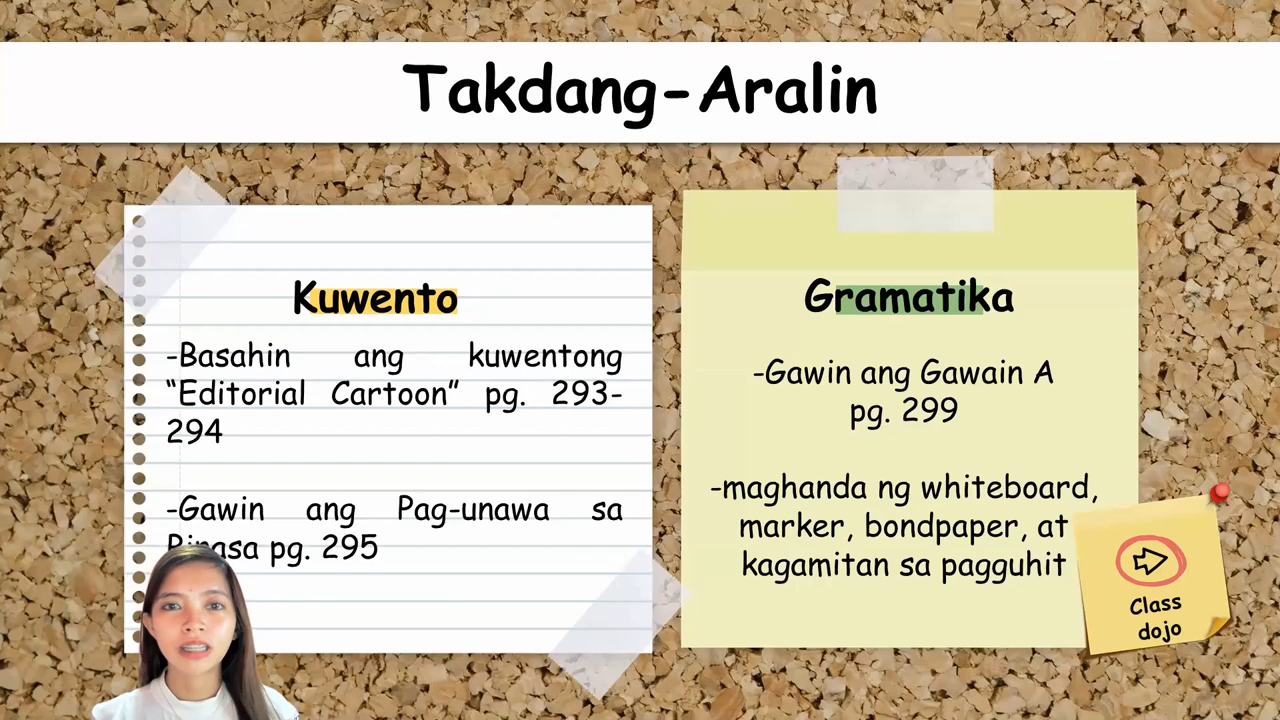 Takdang-Aralin
Kuwento
-Basahin ang kuwentong
“Editorial Cartoon” pg. 293-
294
-Gawin ang Pag-unawa sa
Binasa pg. 295
Gramatika
-Gawin ang Gawain A
pg. 299
-maghanda ng whiteboard,
marker, bondpaper, at
kagamitan sa pagguhit
Class
dojo